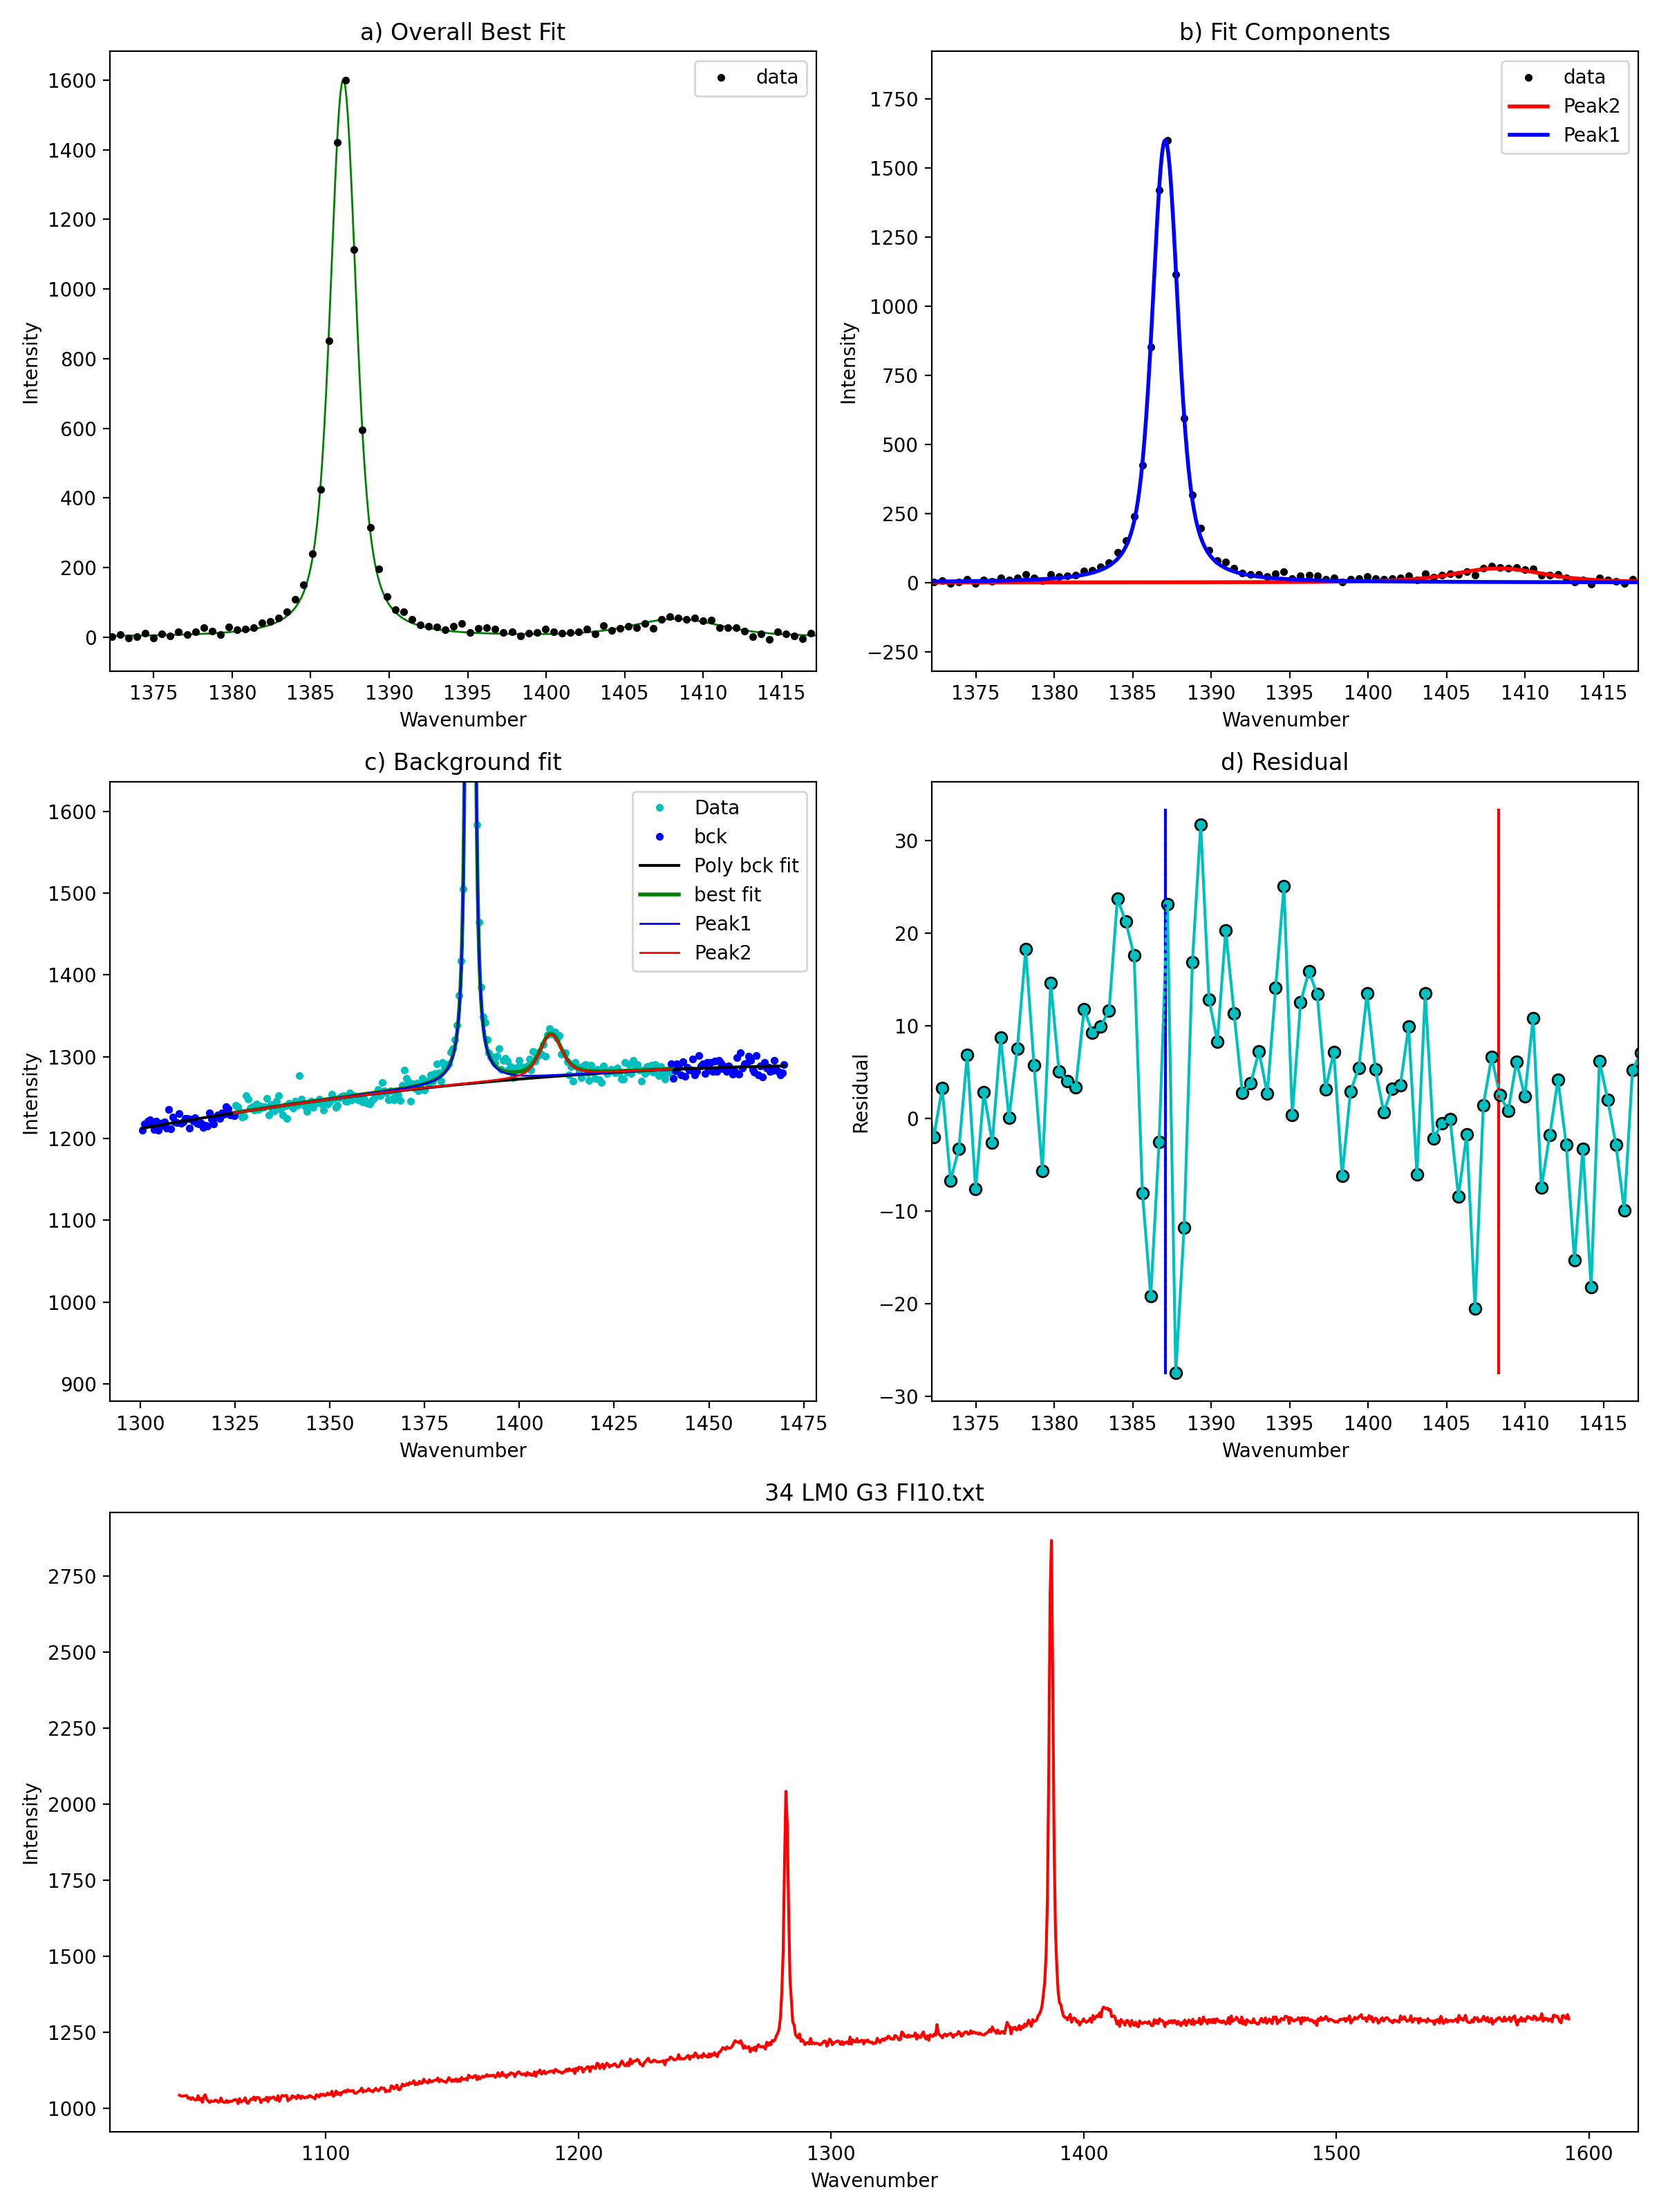 a) Overall Best Fit
data
1600
1400
1200
1000
800
600
400
200
0
Intensity
1375 1380 1385 1390 1395 1400 1405 1410 1415
Wavenumber
b) Fit Components
data
Peak2
Peak1
1750
1500
1250
1000
750
500
250
0
−250
Intensity
1375 1380 1385 1390 1395 1400 1405 1410 1415
Wavenumber
c) Background fit
Data
bck
Poly bck fit
best fit
Peak1
Peak2
1600
1500
1400
1300
1200
1100
1000
900
Intensity
1300 1325 1350 1375 1400 1425 1450 1475
Wavenumber
d) Residual
30
20
10
0
−10
−20
−30
Residual
1375 1380 1385 1390 1395 1400 1405 1410 1415
Wavenumber
34 LM0 G3 FI10.txt
2750
2500
2250
2000
1750
1500
1250
1000
Intensity
1100 1200 1300 1400 1500 1600
Wavenumber